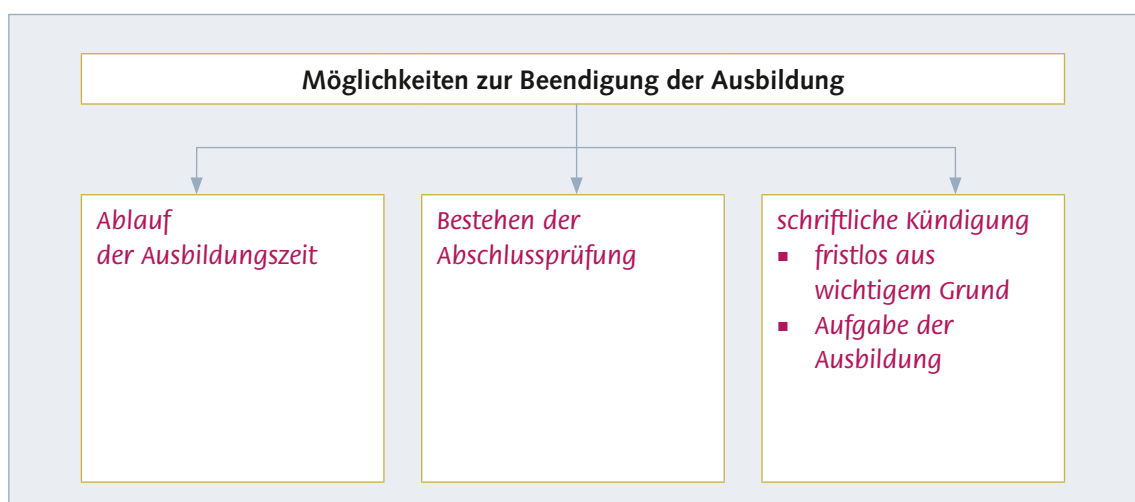 Möglichkeiten zur Beendigung der Ausbildung
Ablauf
der Ausbildungszeit
Bestehen der
Abschlussprüfung
schriftliche Kündigung
▪ fristlos aus
wichtigem Grund
▪ Aufgabe der
Ausbildung